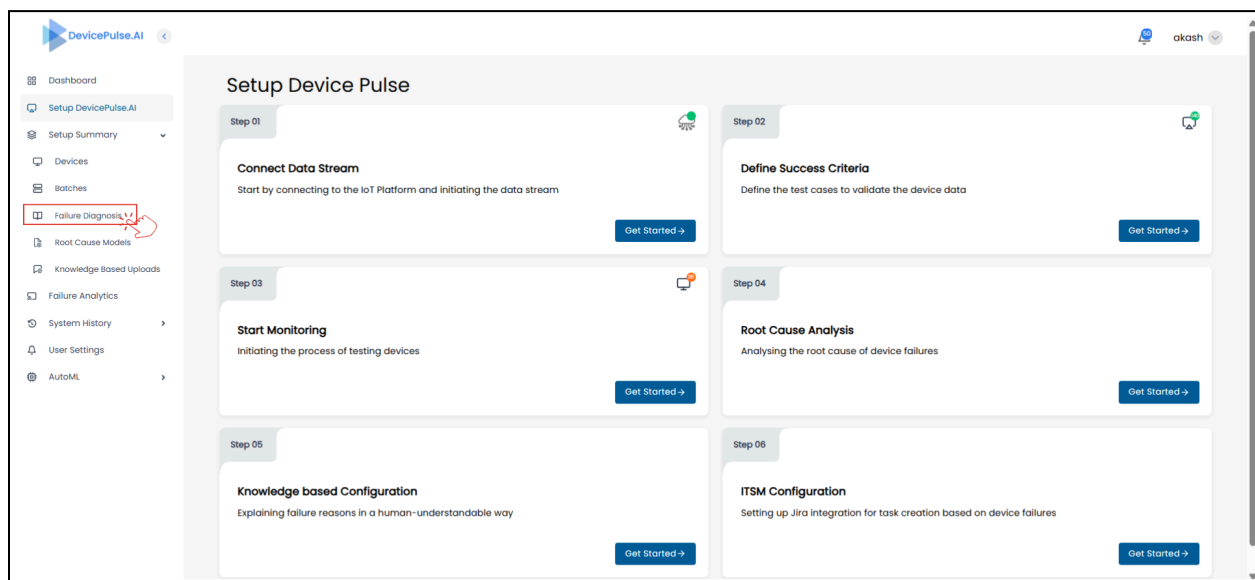 DevicePulse.AI
50
akash
Dashboard
Setup DevicePulse.AI
Setup Summary
Devices
Batches
Failure Diagnosis
Root Cause Models
Knowledge Based Uploads
Failure Analytics
System History
User Settings
AutoML
Setup Device Pulse
Step 01
Connect Data Stream
Start by connecting to the IoT Platform and initiating the data stream
Get Started →
Step 02
Define Success Criteria
Define the test cases to validate the device data
Get Started →
Step 03
Start Monitoring
Initiating the process of testing devices
Get Started →
Step 04
Root Cause Analysis
Analysing the root cause of device failures
Get Started →
Step 05
Knowledge based Configuration
Explaining failure reasons in a human-understandable way
Get Started →
Step 06
ITSM Configuration
Setting up Jira integration for task creation based on device failures
Get Started →